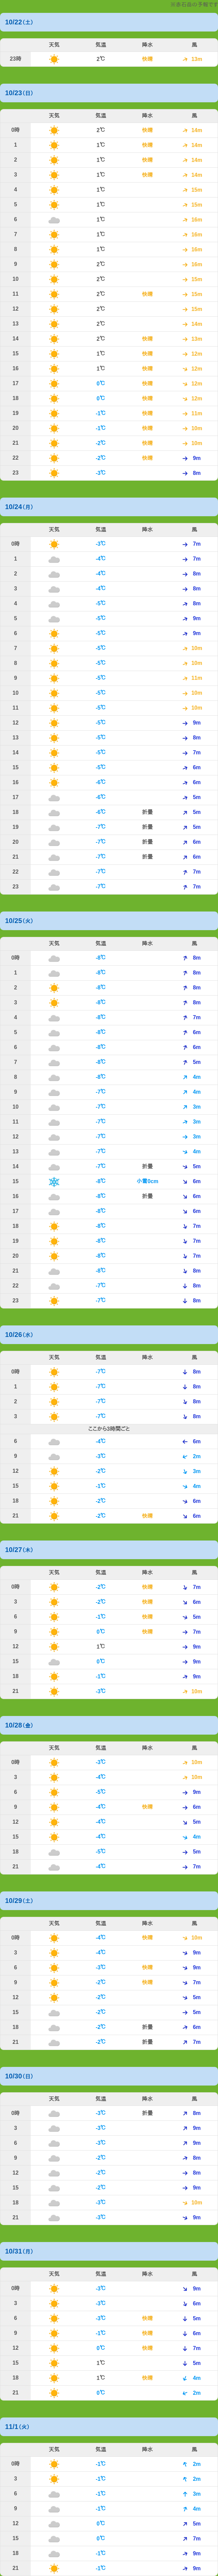 の予報です
10/22(土)
天気 気温 降水 風
23時 2℃ 快晴 13m
10/23(日)
天気 気温 降水 風
0時 2℃ 快晴 14m
1 1℃ 快晴 14m
2 1℃ 快晴 14m
3 1℃ 快晴 14m
4 1℃ 15m
5 1℃ 15m
6 1℃ 16m
7 1℃ 16m
8 1℃ 16m
9 2℃ 16m
10 2℃ 15m
11 2℃ 快晴 15m
12 2℃ 15m
13 2℃ 14m
14 2℃ 快晴 13m
15 1℃ 快晴 12m
16 1℃ 快晴 12m
17 0℃ 快晴 12m
18 0℃ 快晴 12m
19 -1℃ 快晴 11m
20 -1℃ 快晴 10m
21 -2℃ 快晴 10m
22 -2℃ 快晴 9m
23 -3℃ 8m
10/24(月)
天気 気温 降水 風
0時 -3℃ 7m
1 -4℃ 7m
2 -4℃ 8m
3 -4℃ 8m
4 -5℃ 8m
5 -5℃ 9m
6 -5℃ 9m
7 -5℃ 10m
8 -5℃ 10m
9 -5℃ 11m
10 -5℃ 10m
11 -5℃ 10m
12 -5℃ 9m
13 -5℃ 8m
14 -5℃ 7m
15 -5℃ 6m
16 -6℃ 6m
17 -6℃ 5m
18 -6℃ 5m
19 -7℃ 5m
20 -7℃ 6m
21 -7℃ 6m
22 -7℃ 7m
23 -7℃ 7m
10/25(火)
天気 気温 降水 風
0時 -8℃ 8m
1 -8℃ 8m
2 -8℃ 8m
3 -8℃ 8m
4 -8℃ 7m
5 -8℃ 6m
6 -8℃ 6m
7 -8℃ 5m
8 -8℃ 4m
9 -7℃ 4m
10 -7℃ 3m
11 -7℃ 3m
12 -7℃ 3m
13 -7℃ 4m
14 -7℃ 5m
15 -8℃ 0cm 6m
16 -8℃ 6m
17 -8℃ 6m
18 -8℃ 7m
19 -8℃ 7m
20 -8℃ 7m
21 -8℃ 8m
22 -7℃ 8m
23 -7℃ 8m
10/26(水)
天気 気温 降水 風
0時 -7℃ 8m
1 -7℃ 8m
2 -7℃ 8m
3 -7℃ 8m
ここから3時間ごと
6 -4℃ 6m
9 -3℃ 2m
12 -2℃ 3m
15 -1℃ 4m
18 -2℃ 6m
21 -2℃ 快晴 6m
10/27(木)
天気 気温 降水 風
0時 -2℃ 快晴 7m
3 -2℃ 快晴 6m
6 -1℃ 快晴 5m
9 0℃ 快晴 7m
12 1℃ 9m
15 0℃ 9m
18 -1℃ 9m
21 -3℃ 10m
10/28(金)
天気 気温 降水 風
0時 -3℃ 10m
3 -4℃ 10m
6 -5℃ 9m
9 -4℃ 快晴 6m
12 -4℃ 5m
15 -4℃ 4m
18 -5℃ 5m
21 -4℃ 7m
10/29(土)
天気 気温 降水 風
0時 -4℃ 快晴 10m
3 -4℃ 9m
6 -3℃ 快晴 9m
9 -2℃ 快晴 7m
12 -2℃ 5m
15 -2℃ 5m
18 -2℃ 6m
21 -2℃ 7m
10/30(日)
天気 気温 降水 風
0時 -3℃ 8m
3 -3℃ 9m
6 -3℃ 9m
9 -2℃ 8m
12 -2℃ 8m
15 -2℃ 9m
18 -3℃ 10m
21 -3℃ 9m
10/31(月)
天気 気温 降水 風
0時 -3℃ 9m
3 -3℃ 6m
6 -3℃ 快晴 5m
9 -1℃ 快晴 6m
12 0℃ 快晴 7m
15 1℃ 5m
18 1℃ 快晴 4m
21 0℃ 2m
11/1(火)
天気 気温 降水 風
0時 -1℃ 2m
3 -1℃ 2m
6 -1℃ 3m
9 -1℃ 4m
12 0℃ 5m
15 0℃ 7m
18 -1℃ 9m
21 -1℃ 9m